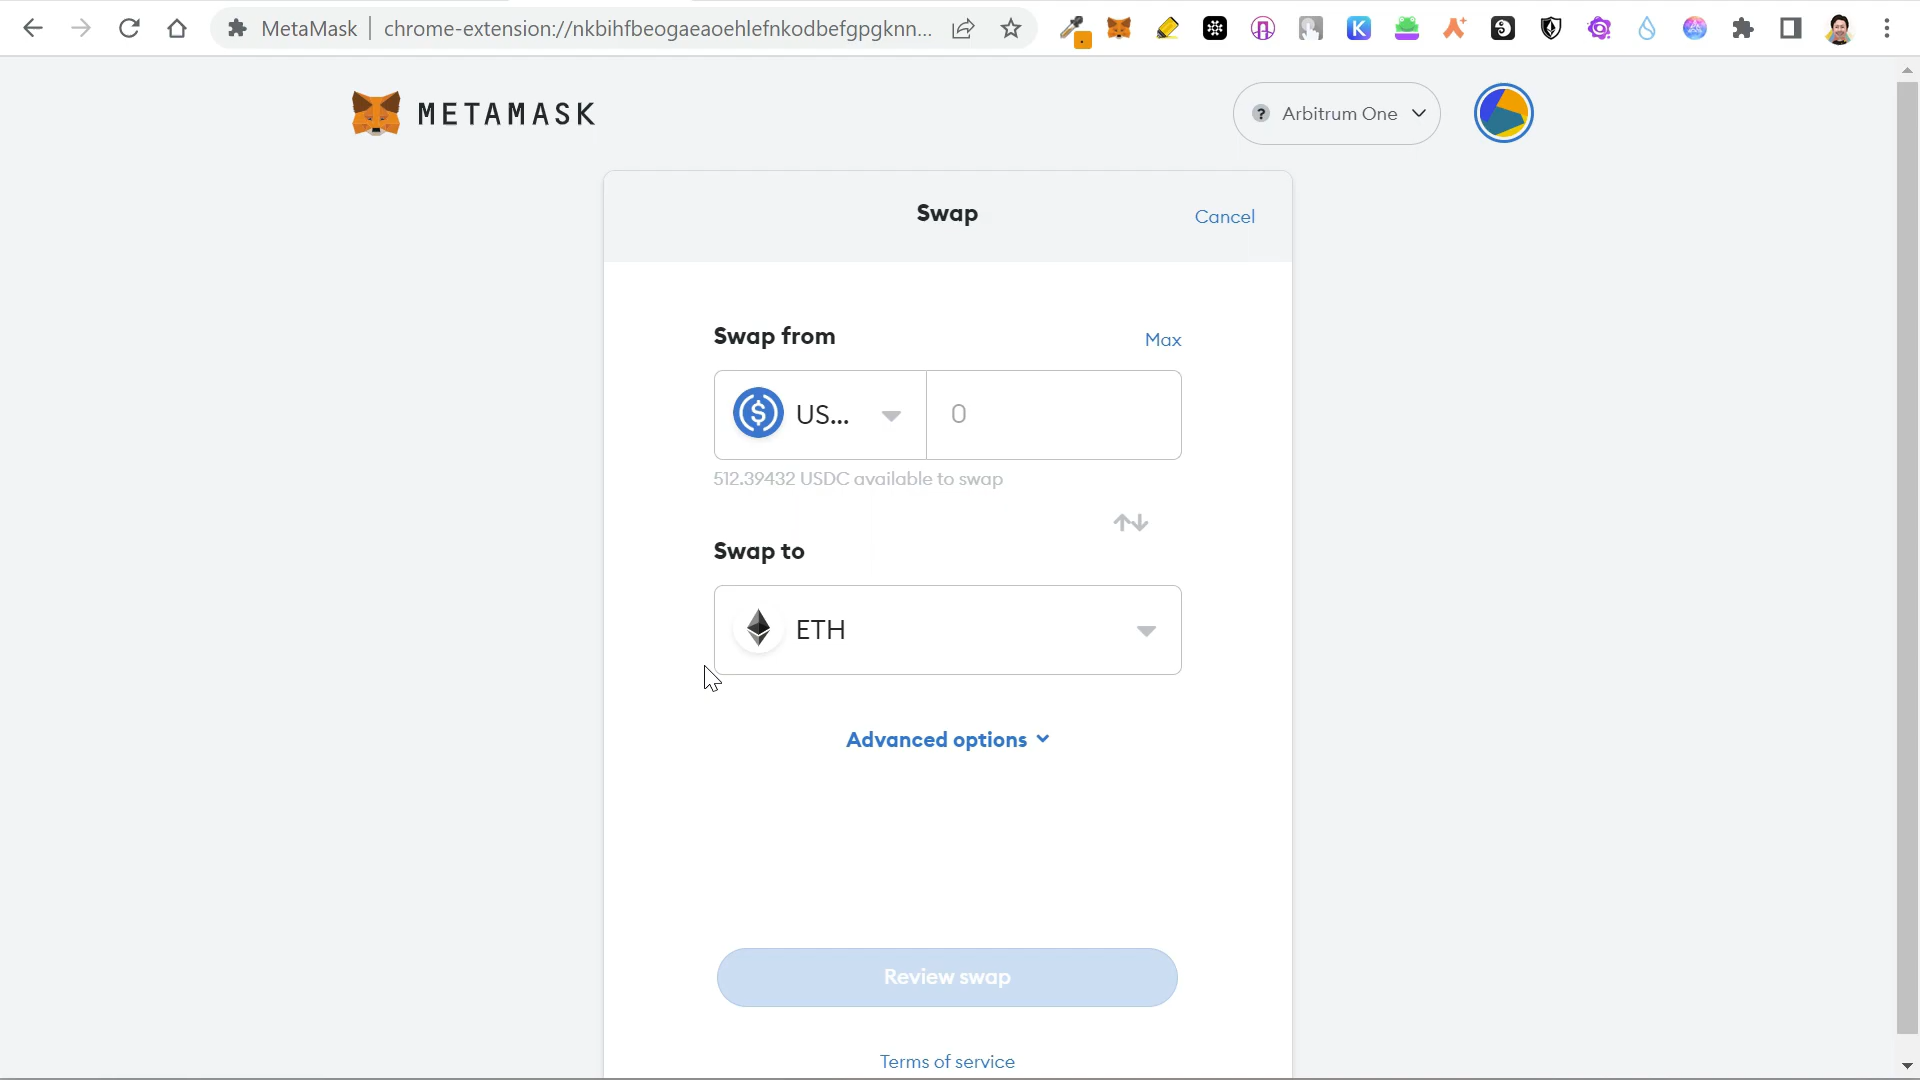 MetaMask | chrome-extension://nkbihfbeogaeaoehlefnkodbefgpgknn...
METAMASK
? Arbitrum One
Swap
Cancel
Swap from
Max
US...
0
512.39432 USDC available to swap
Swap to
ETH
Advanced options
Review swap
Terms of service